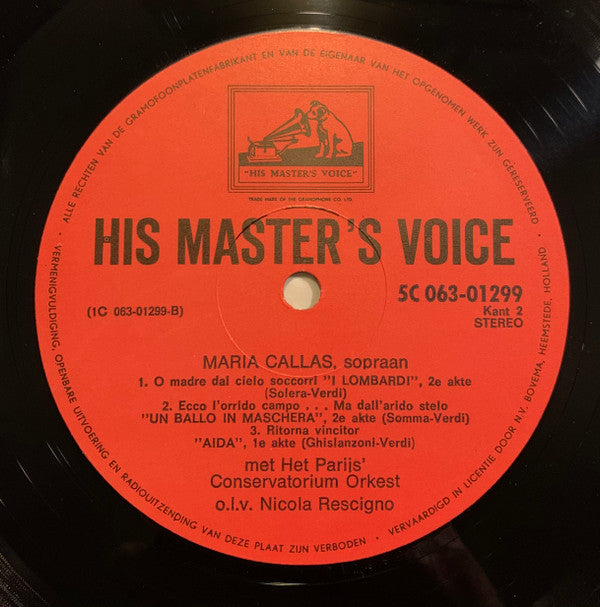 ALLE RECHTEN VAN DE GRAMOFOONPLATENFABRIKANT EN VAN DE EIGENAAR VAN HET OPGENOMEN WERK ZIJN GERESERVEERD •
"HIS MASTER'S VOICE"
TRADE MARK OF THE GRAMOPHONE CO. LTD.
HIS MASTER'S VOICE
5C 063-01299
(1C 063-01299-B)
Kant 2
STEREO
MARIA CALLAS, sopraan
1. O madre dal cielo soccorri "I LOMBARDI", 2e akte
(Solera-Verdi)
2. Ecco l'orrido campo . . . Ma dall'arido stelo
"UN BALLO IN MASCHERA", 2e akte (Somma-Verdi)
3. Ritorna vincitor
"AIDA", 1e akte (Ghislanzoni-Verdi)
met Het Parijs'
Conservatorium Orkest
o.l.v. Nicola Rescigno
• VERMENIGVULDIGING, OPENBARE UITVOERING EN RADIOUITZENDING VAN DEZE PLAAT ZIJN VERBODEN •
VERVAARDIGD IN LICENTIE DOOR N.V. BOVEMA, HEEMSTEDE, HOLLAND •